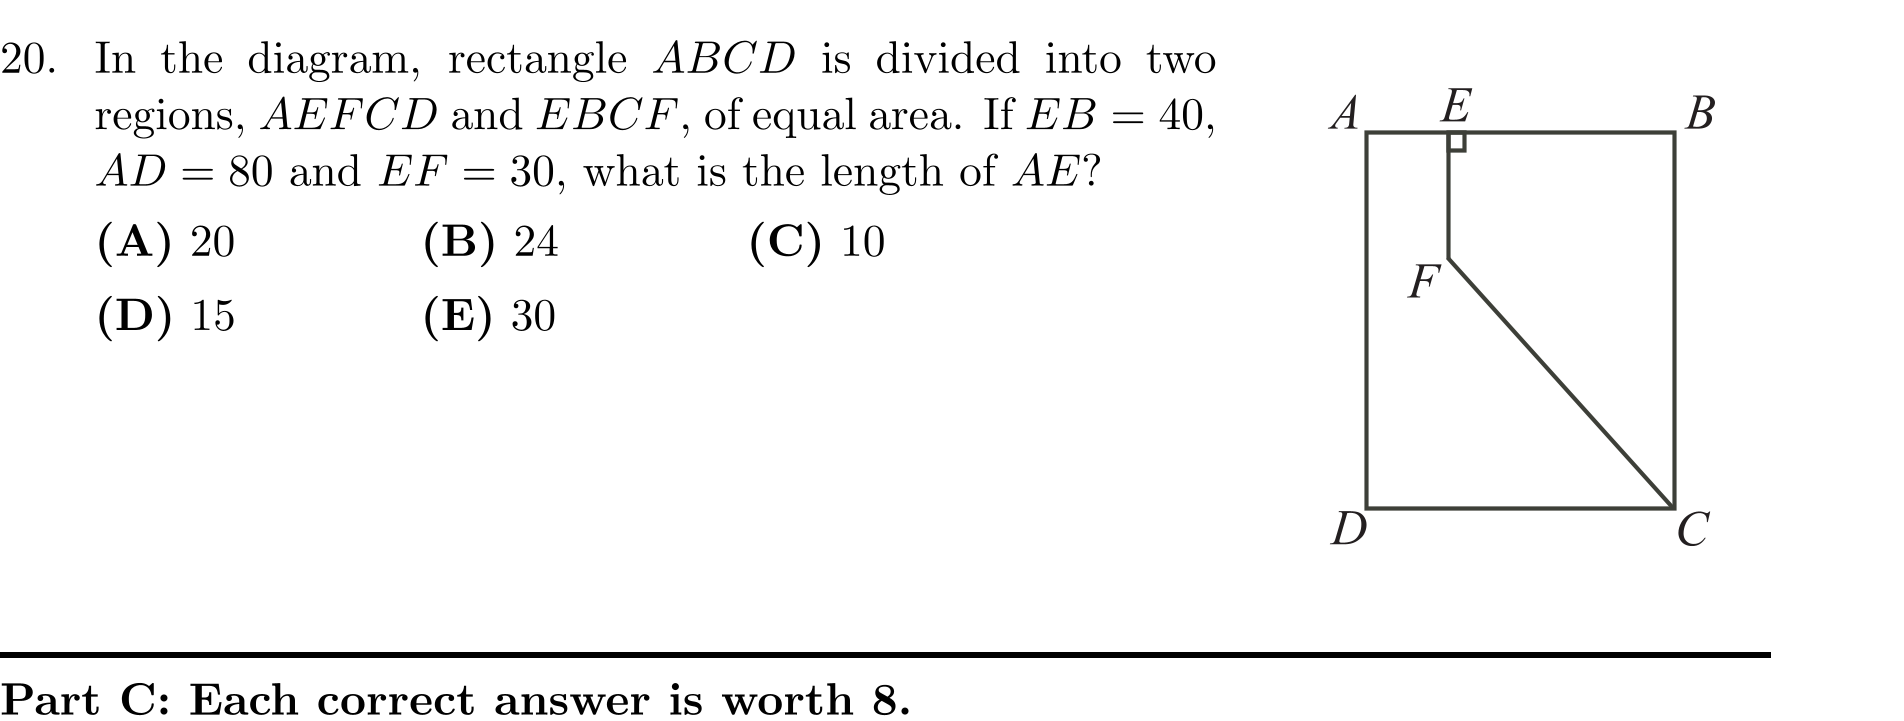 20. In the diagram, rectangle ABCD is divided into two
regions, AEFCD and EBCF, of equal area. If EB = 40,
AD = 80 and EF = 30, what is the length of AE?
(A) 20 (B) 24 (C) 10
(D) 15 (E) 30
A E B
F
D C
Part C: Each correct answer is worth 8.